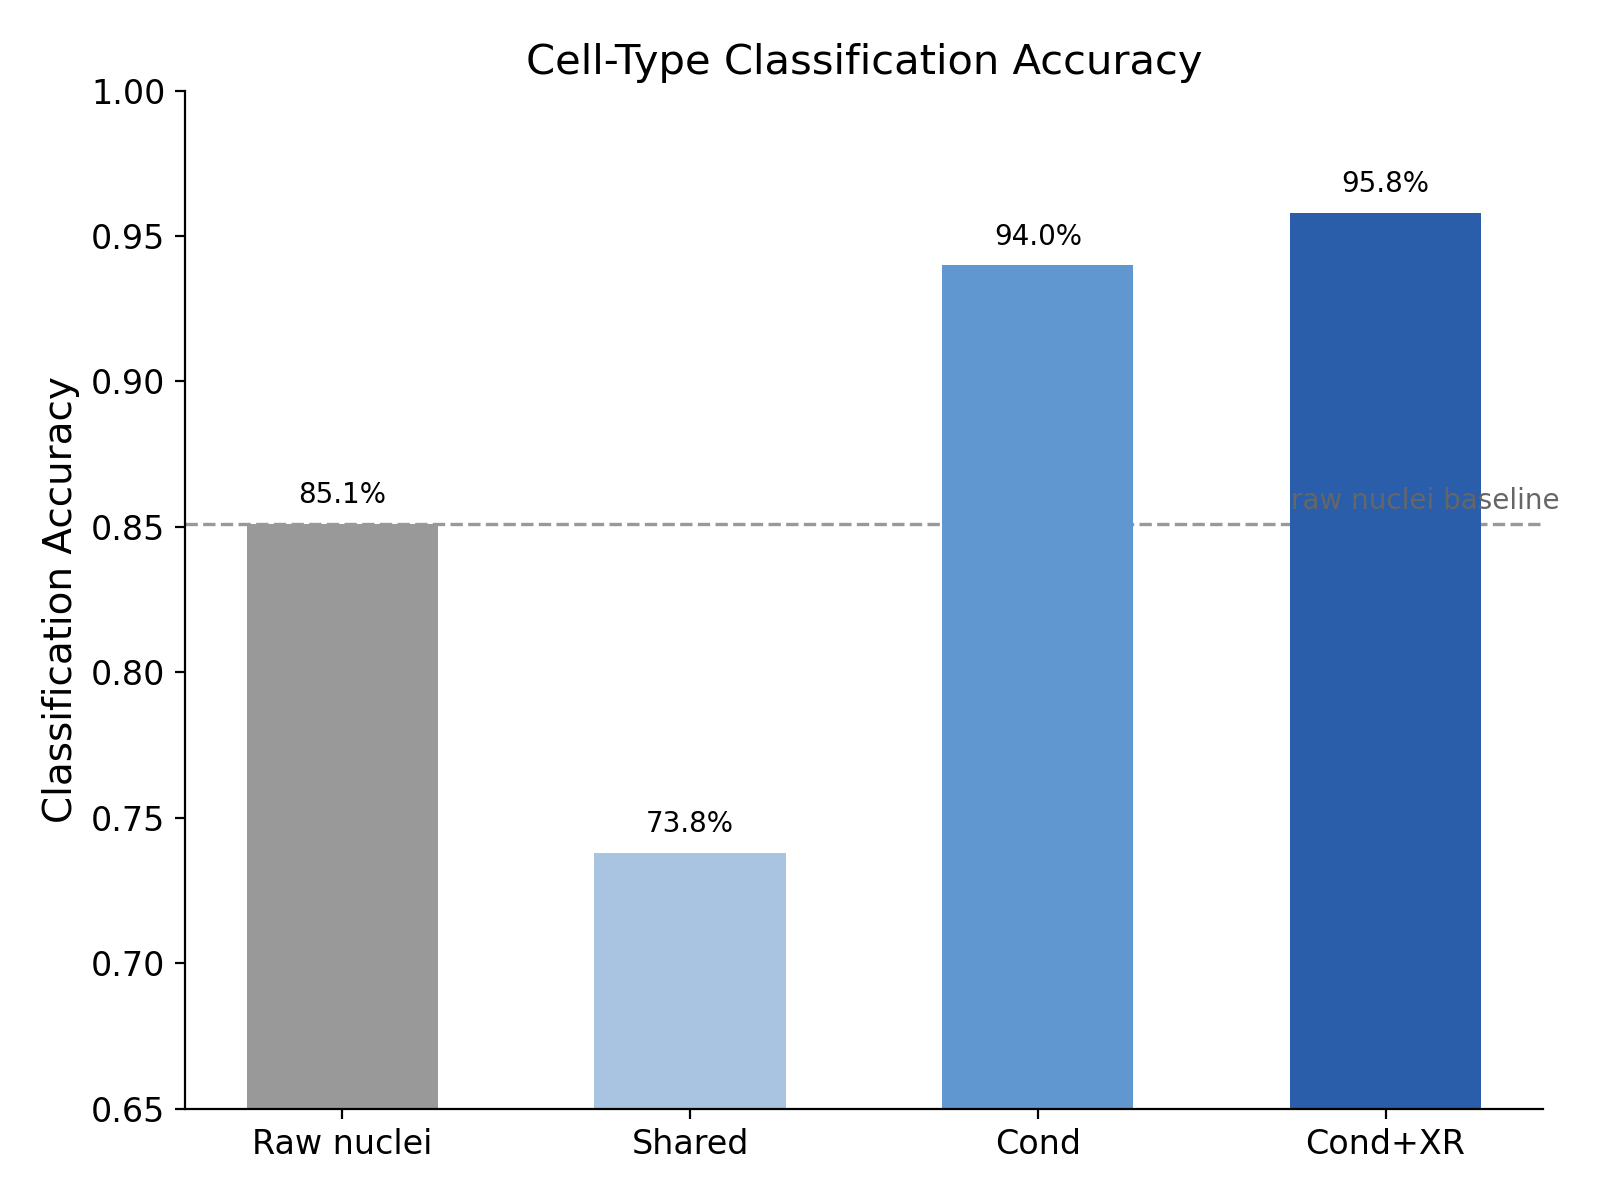 Cell-Type Classification Accuracy
Classification Accuracy
1.00
0.95
0.90
0.85
0.80
0.75
0.70
0.65
85.1%
73.8%
94.0%
95.8%
raw nuclei baseline
Raw nuclei
Shared
Cond
Cond+XR